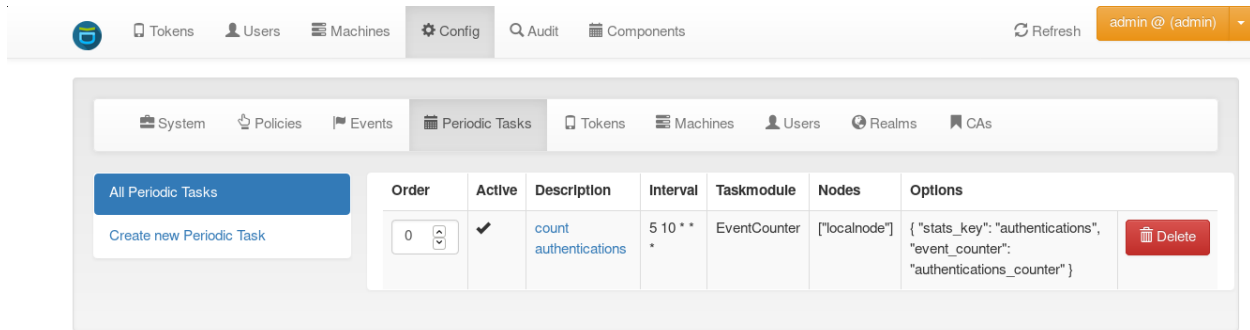 Tokens Users Machines Config Audit Components Refresh admin @ (admin)
System Policies Events Periodic Tasks Tokens Machines Users Realms CAs
All Periodic Tasks
Create new Periodic Task
Order Active Description Interval Taskmodule Nodes Options
0 count 5 10 * * EventCounter ["localnode"] { "stats_key": "authentications", Delete
authentications * "event_counter":
"authentications_counter" }